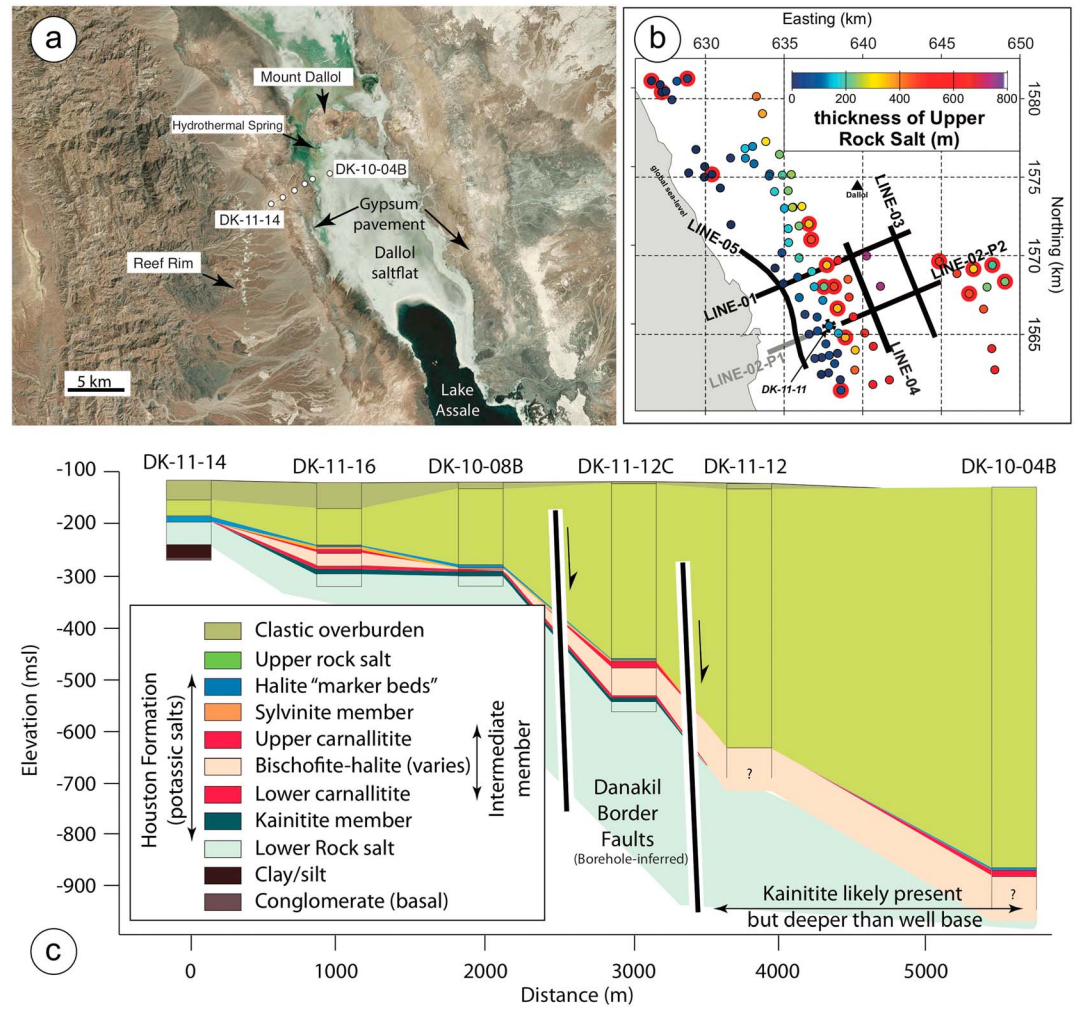 a
Mount Dallol
Hydrothermal Spring
DK-10-04B
DK-11-14
Gypsum
pavement
Reef Rim
Dallol
saltflat
5 km
Lake
Assale
b
Easting (km)
630 635 640 645 650
0 200 400 600 800
thickness of Upper
Rock Salt (m)
1580
1575
1570
1565
Northing (km)
global sea-level
Dallol
LINE-03
LINE-05
LINE-02-P2
LINE-01
LINE-02-P1
LINE-04
DK-11-11
c
DK-11-14 DK-11-16 DK-10-08B DK-11-12C DK-11-12 DK-10-04B
Elevation (msl)
-100
-200
-300
-400
-500
-600
-700
-800
-900
Houston Formation
(potassic salts)
Clastic overburden
Upper rock salt
Halite “marker beds”
Sylvinite member
Upper carnallitite
Bischofite-halite (varies)
Lower carnallitite
Kainitite member
Lower Rock salt
Clay/silt
Conglomerate (basal)
Intermediate
member
Danakil
Border
Faults
(Borehole-inferred)
?
?
Kainitite likely present
but deeper than well base
0 1000 2000 3000 4000 5000
Distance (m)